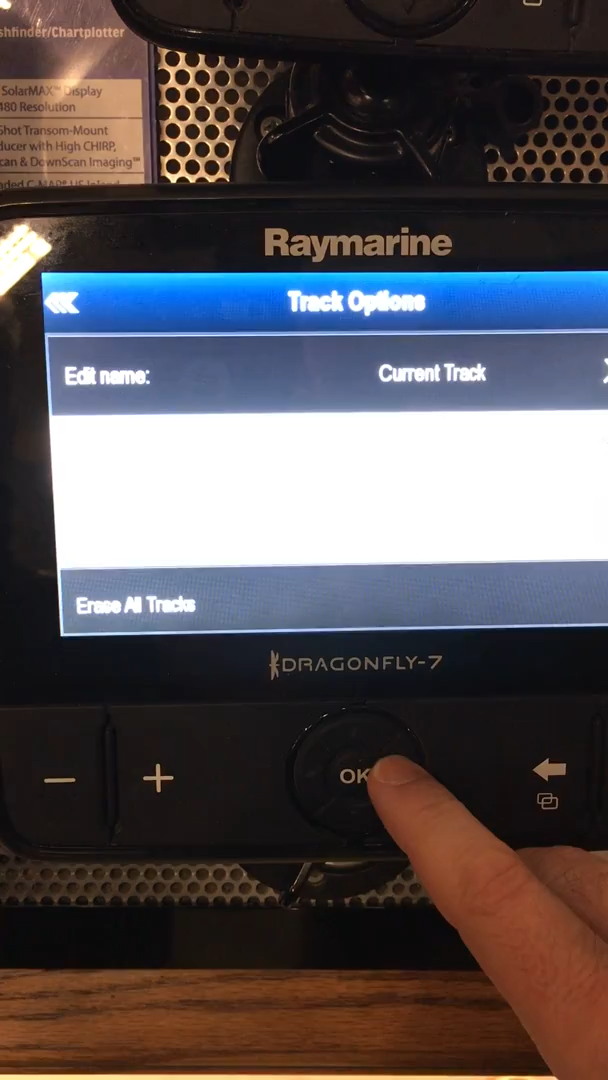 shfinder/Chartplotter
SolarMAX™ Display
480 Resolution
Shot Transom-Mount
ducer with High CHIRP,
can & DownScan Imaging™
Raymarine
Track Options
Edit name: Current Track
Erase All Tracks
DRAGONFLY-7
− + OK